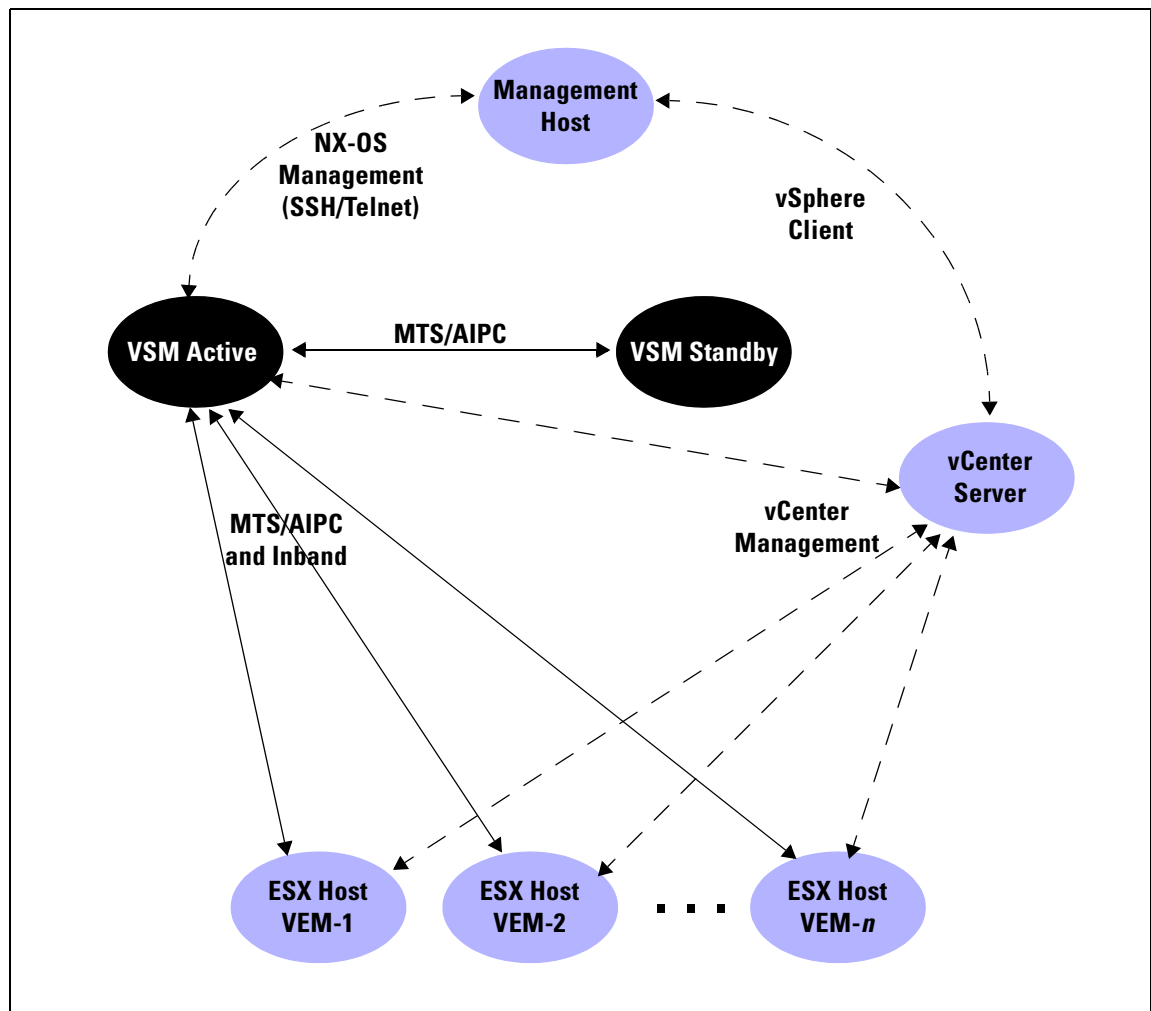 Management
Host
NX-OS
Management
(SSH/Telnet)
vSphere
Client
VSM Active
MTS/AIPC
VSM Standby
vCenter
Server
MTS/AIPC
and Inband
vCenter
Management
ESX Host
VEM-1
ESX Host
VEM-2
. . .
ESX Host
VEM-n